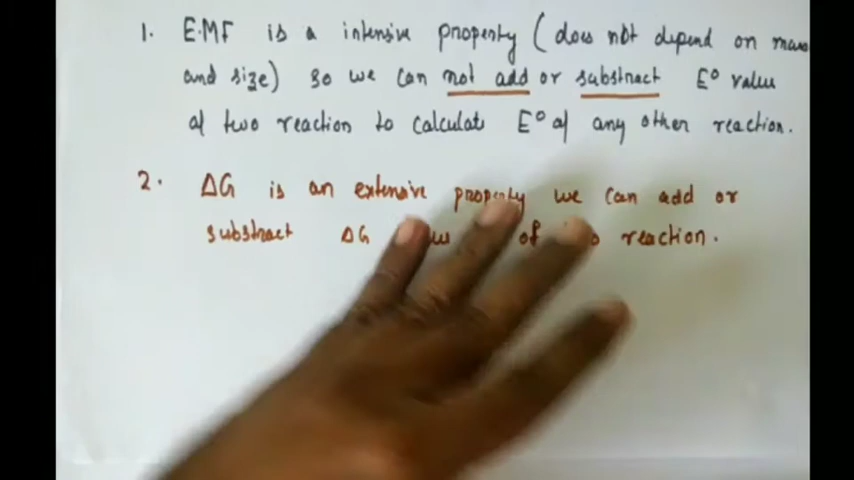 1. E.MF is a intensive property (does not depend on mass
and size) so we can not add or substract E° value
of two reaction to calculate E° of any other reaction.
2. ΔG is an extensive property we can add or
substract ΔG of reaction.